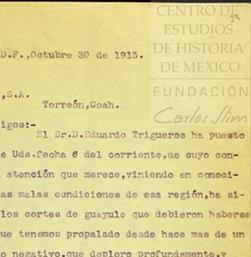 CENTRO DE
ESTUDIOS
DE HISTORIA
DE MEXICO
FUNDACIÓN
Carlos Slim
D.F., Octubre 30 de 1915.
,S.A.
Torreón, Coah.
igos:-
El Sr.D.Eduardo Trigueros ha puesto
e Uds.fecha 6 del corriente,de cuyo con-
atención que merece,viniendo en conoci-
as malas condiciones de esa región,ha si-
los cortes de guayule que debieron haberse
que tenemos propalado desde hace mas de un
o negativo,que deploro profundamente,y